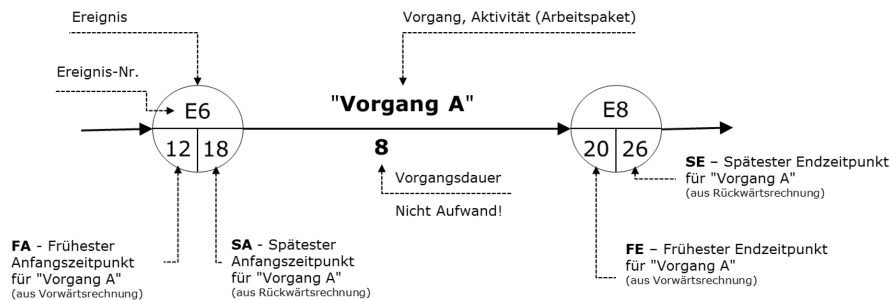 Ereignis
Vorgang, Aktivität (Arbeitspaket)
Ereignis-Nr.
"Vorgang A"
E6
E8
12 18
8
20 26
Vorgangsdauer
Nicht Aufwand!
SE – Spätester Endzeitpunkt
für "Vorgang A"
(aus Rückwärtsrechnung)
FA - Frühester
Anfangszeitpunkt
für "Vorgang A"
(aus Vorwärtsrechnung)
SA - Spätester
Anfangszeitpunkt
für "Vorgang A"
(aus Rückwärtsrechnung)
FE – Frühester Endzeitpunkt
für "Vorgang A"
(aus Vorwärtsrechnung)